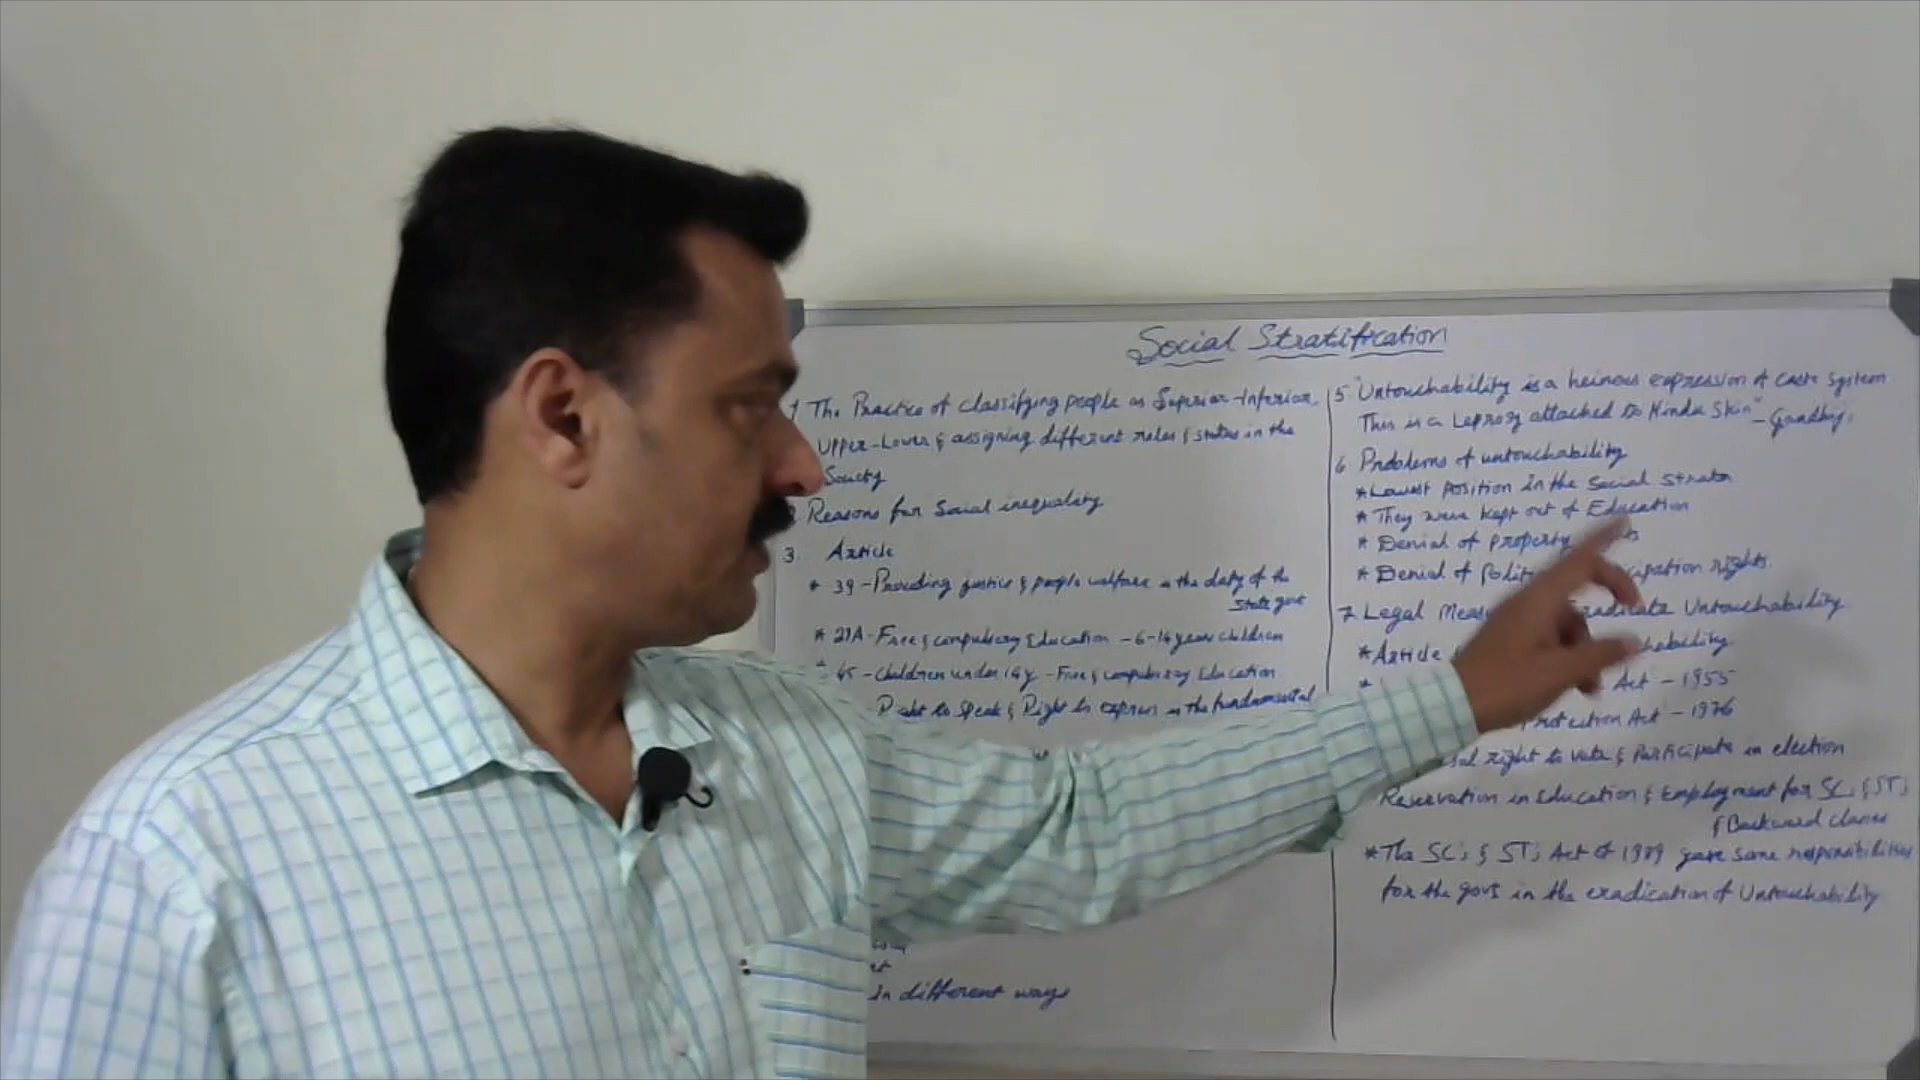 Social Stratification
1 The Practice of classifying people as Superior-Inferior
Upper-Lower & assigning different roles & status in the
Society
Reasons for Social inequality
3. Article
* 39 - Providing justice & people welfare is the duty of the
State govt
* 21A - Free & compulsory Education - 6-14 year children
* 45 - Children under 14y - Free & compulsory Education
Right to Speak & Right to express is the fundamental
In different ways
5 "Untouchability is a heinous expression of caste System
This is a Leprosy attached to Hindu Skin" - Gandhiji
6 Problems of untouchability
* Lowest position in the Social Strata
* They were kept out of Education
* Denial of property
* Denial of rights.
7 Legal Untouchability
* Article
Act - 1955
Protection Act - 1976
right to vote & Participate in election
Reservation in Education & Employment for SCs & STs
& Backward classes
* The SCs & STs Act of 1989 gave some responsibilities
for the govt in the eradication of Untouchability